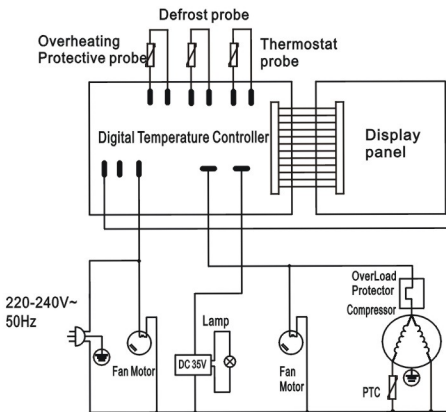 Defrost probe
Overheating
Protective probe
Thermostat
probe
Digital Temperature Controller
Display
panel
220-240V~
50Hz
Fan Motor
DC 35V
Lamp
Fan
Motor
OverLoad
Protector
Compressor
PTC